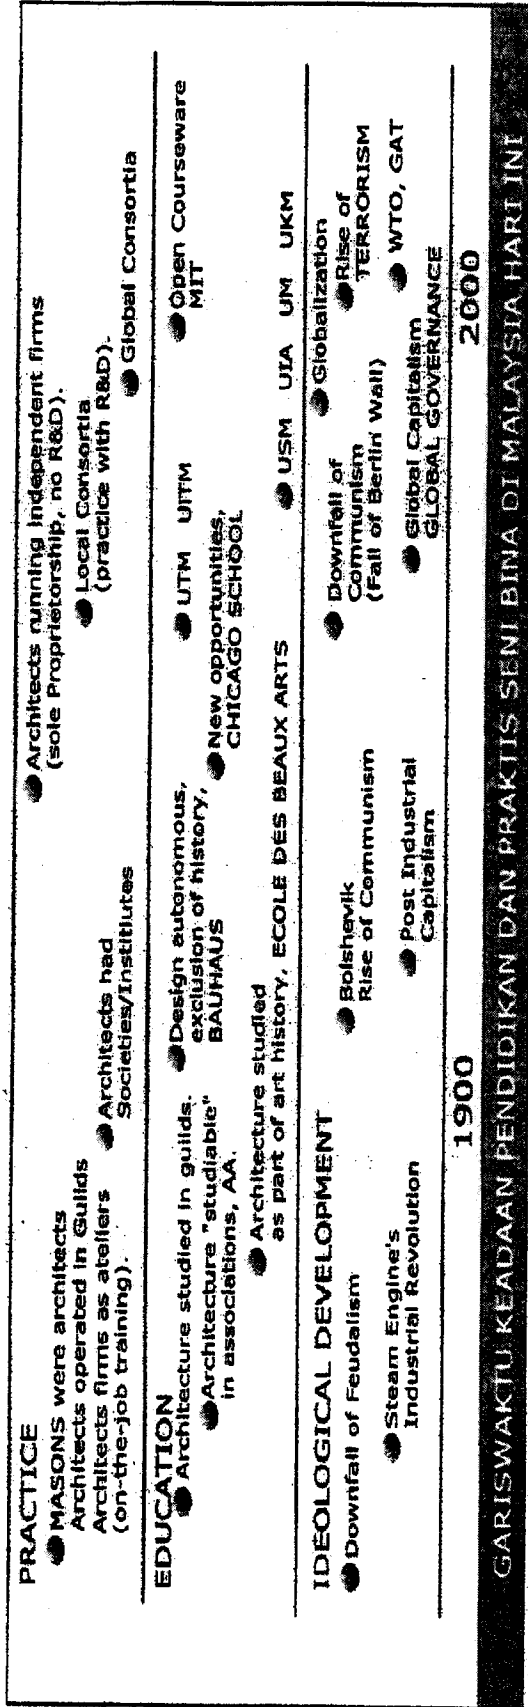 PRACTICE
MASONS were architects
Architects operated in Guilds
Architects firms as ateliers
(on-the-job training).
Architects had
Societies/Institiutes
Architects running independent firms
(sole Proprietorship, no R&D).
Local Consortia
(practice with R&D).
Global Consortia
EDUCATION
Architecture studied in guilds.
Architecture "studiable"
in associations, AA.
Architecture studied
as part of art history, ECOLE DES BEAUX ARTS
Design autonomous,
exclusion of history,
BAUHAUS
New opportunities,
CHICAGO SCHOOL
UTM UITM
USM UIA UM UKM
Open Courseware
MIT
IDEOLOGICAL DEVELOPMENT
Downfall of Feudalism
Steam Engine's
Industrial Revolution
Bolshevik
Rise of Communism
Post Industrial
Capitalism
Downfall of
Communism
(Fall of Berlin Wall)
Global Capitalism
GLOBAL GOVERNANCE
Globalization
Rise of
TERRORISM
WTO, GAT
1900
2000
GARISWAKTU KEADAAN PENDIDIKAN DAN PRAKTIS SENI BINA DI MALAYSIA HARI INI